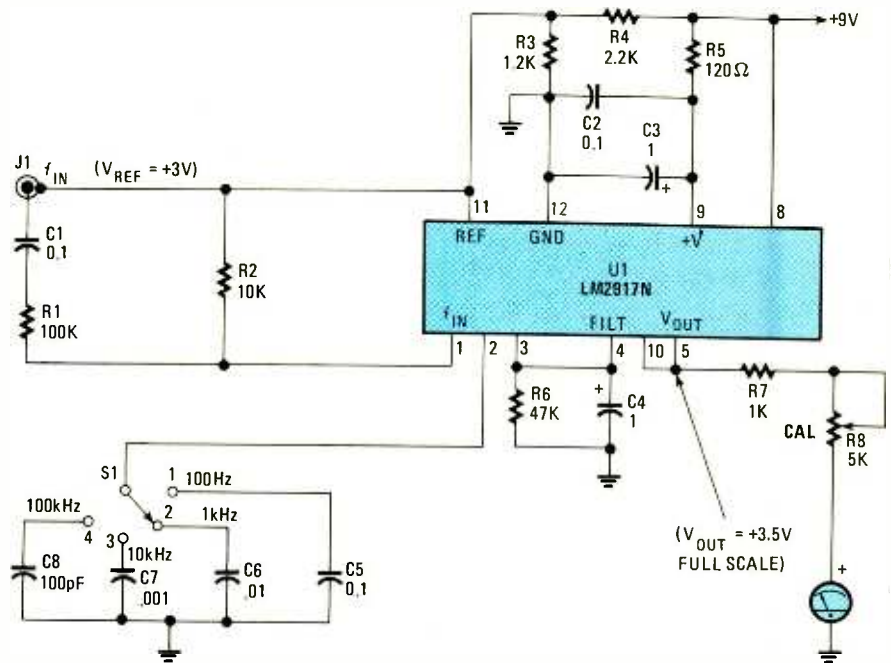 +9V
R3
1.2K
R4
2.2K
R5
120Ω
C2
0.1
C3
1
+
J1
fIN
(VREF = +3V)
11
12
9
8
REF
GND
+V
C1
0.1
R2
10K
U1
LM2917N
R1
100K
fIN
FILT
VOUT
1
2
3
4
10
5
R6
47K
+
C4
1
R7
1K
CAL
R8
5K
S1
1
100Hz
2
1kHz
100kHz
4
3
10kHz
(VOUT = +3.5V
FULL SCALE)
C8
100pF
C7
.001
C6
.01
C5
0.1
+